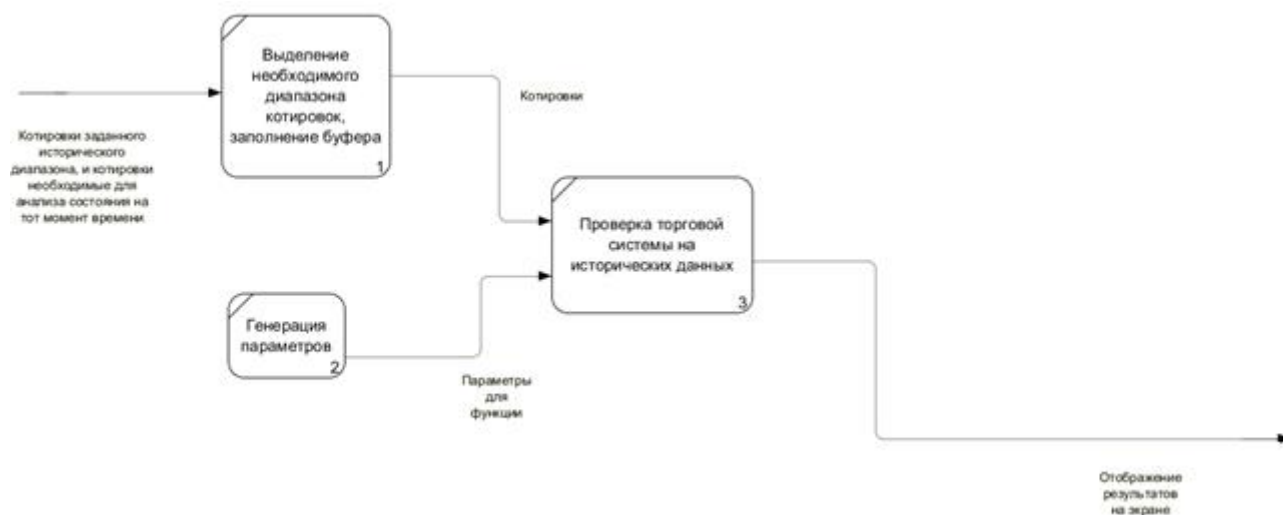 Выделение
необходимого
диапазона
котировок,
заполнение буфера
1
Котировки
Котировки заданного
исторического
диапазона, и котировки
необходимые для
анализа состояния на
тот момент времени
Проверка торговой
системы на
исторических данных
3
Генерация
параметров
2
Параметры
для
функции
Отображение
результатов
на экране